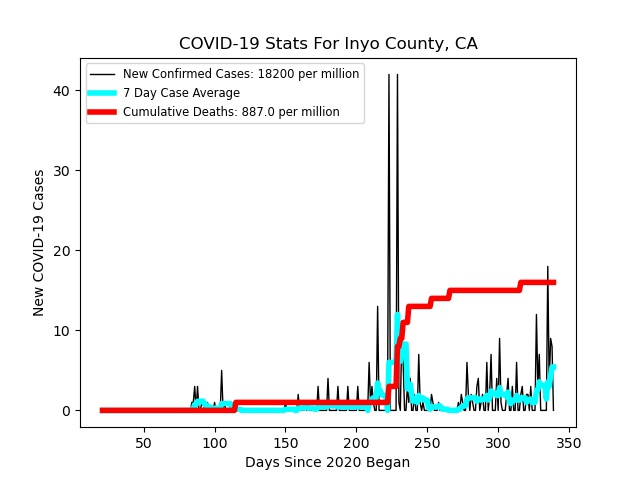 COVID-19 Stats For Inyo County, CA
New Confirmed Cases: 18200 per million
7 Day Case Average
Cumulative Deaths: 887.0 per million
New COVID-19 Cases
40
30
20
10
0
50 100 150 200 250 300 350
Days Since 2020 Began